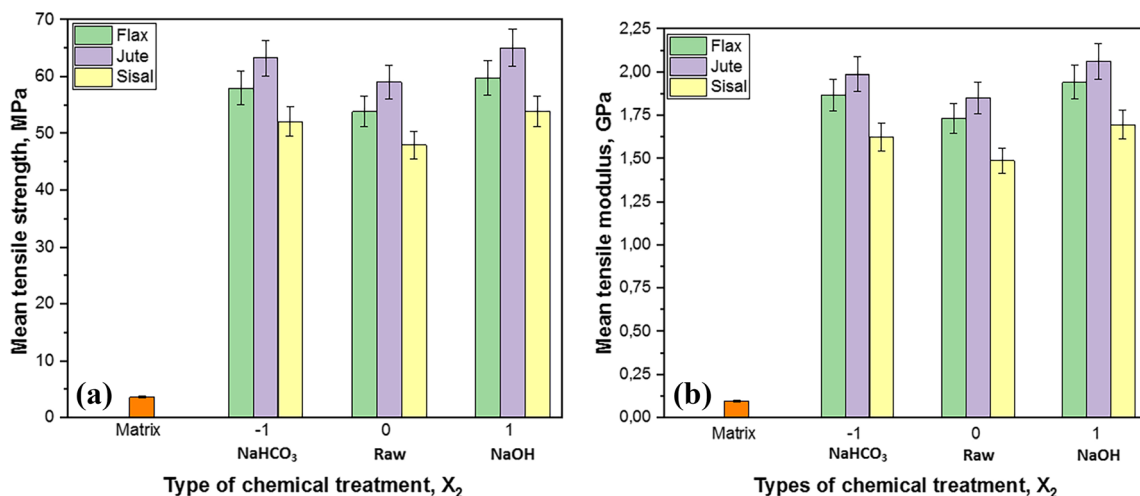 70
60
50
40
30
20
10
0
Mean tensile strength, MPa
Flax
Jute
Sisal
(a)
Matrix
-1
0
1
NaHCO₃
Raw
NaOH
Type of chemical treatment, X₂
2,25
2,00
1,75
1,50
1,25
1,00
0,75
0,50
0,25
0,00
Mean tensile modulus, GPa
Flax
Jute
Sisal
(b)
Matrix
-1
0
1
NaHCO₃
Raw
NaOH
Types of chemical treatment, X₂